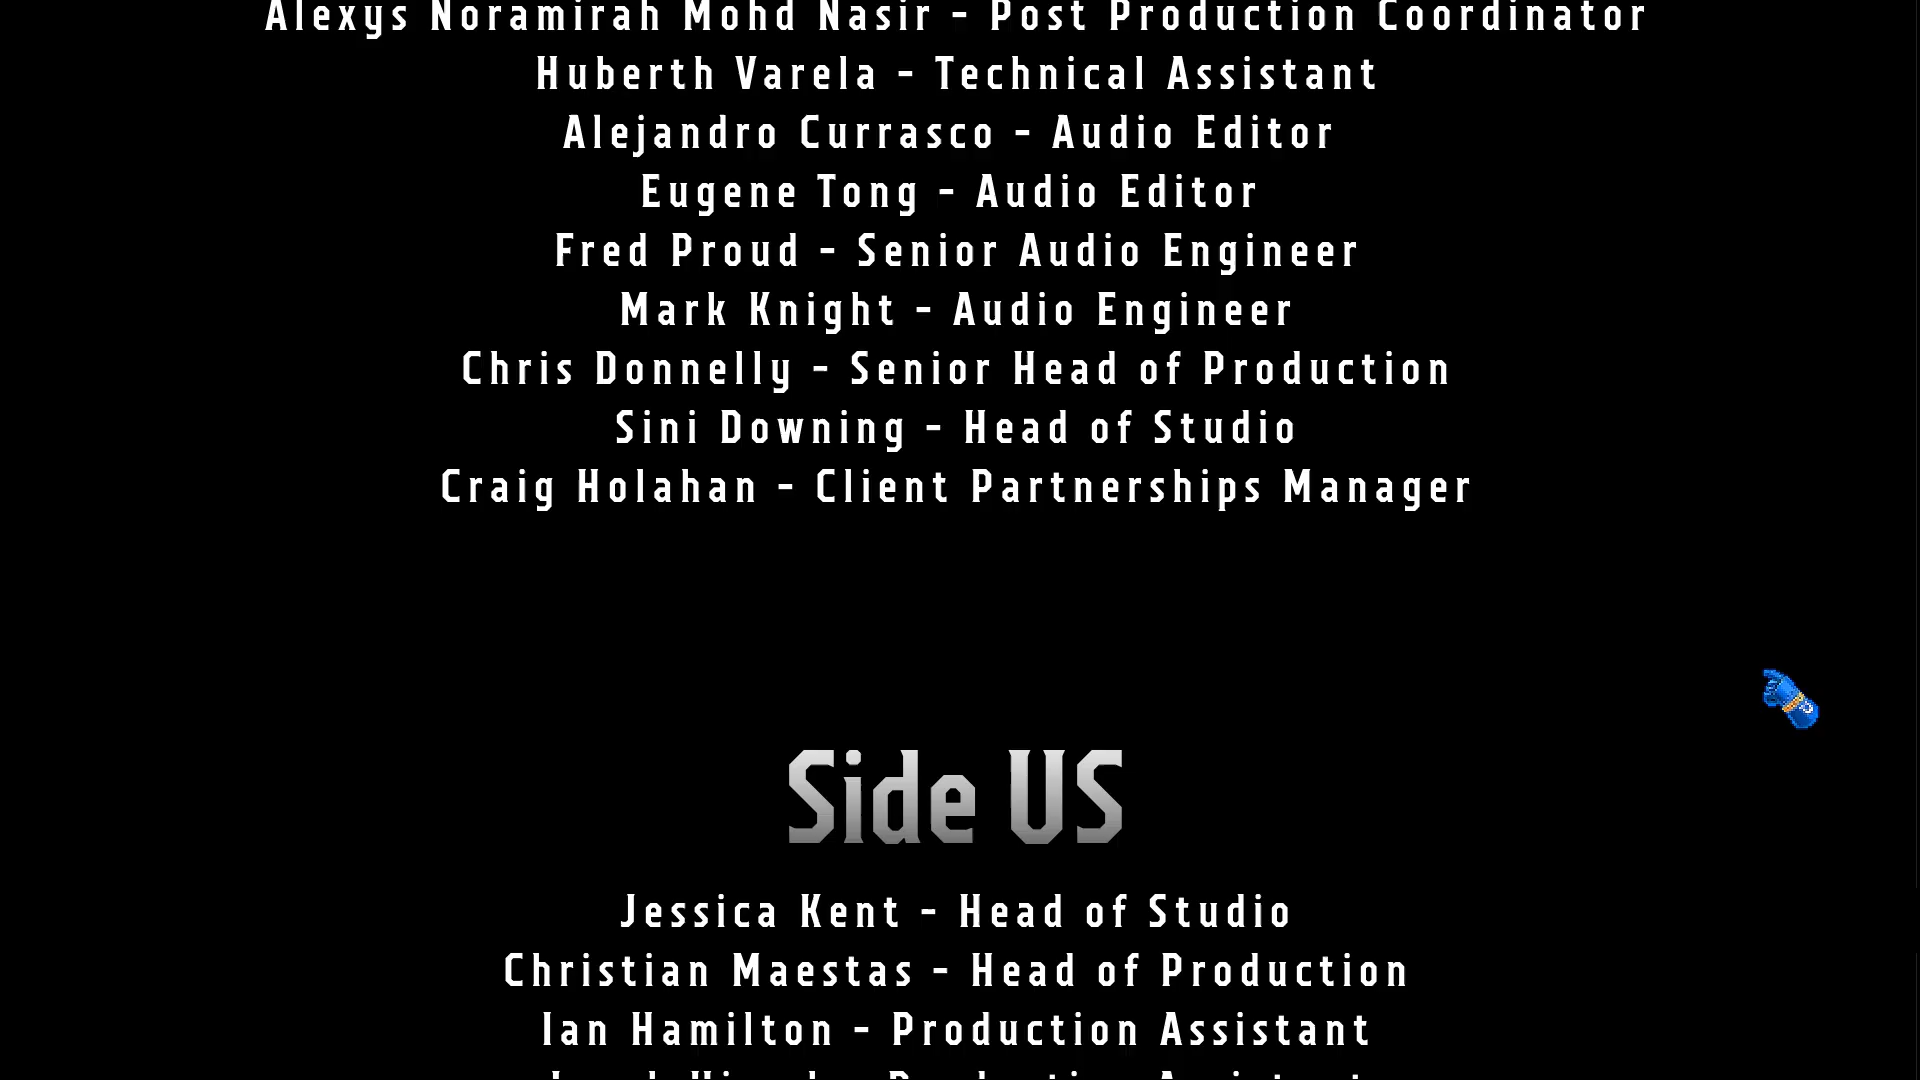 Alexys Noramirah Mohd Nasir - Post Production Coordinator
Huberth Varela - Technical Assistant
Alejandro Currasco - Audio Editor
Eugene Tong - Audio Editor
Fred Proud - Senior Audio Engineer
Mark Knight - Audio Engineer
Chris Donnelly - Senior Head of Production
Sini Downing - Head of Studio
Craig Holahan - Client Partnerships Manager
Side US
Jessica Kent - Head of Studio
Christian Maestas - Head of Production
Ian Hamilton - Production Assistant